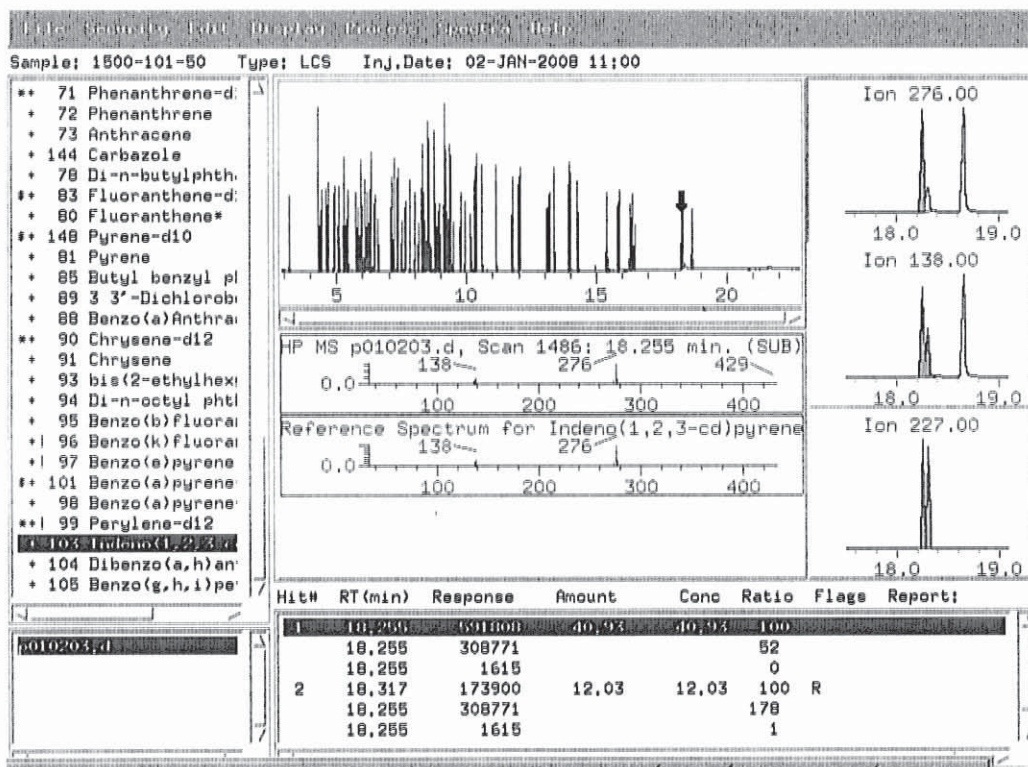 File Security Edit Display Process Spectra Help
Sample: 1500-101-50 Type: LCS Inj.Date: 02-JAN-2008 11:00
*+ 71 Phenanthrene-d:
+ 72 Phenanthrene
+ 73 Anthracene
+ 144 Carbazole
+ 78 Di-n-butylphth
$+ 83 Fluoranthene-d:
+ 80 Fluoranthene*
$+ 148 Pyrene-d10
+ 81 Pyrene
+ 85 Butyl benzyl pl
+ 89 3 3'-Dichlorob
+ 88 Benzo(a)Anthra
*+ 90 Chrysene-d12
+ 91 Chrysene
+ 93 bis(2-ethylhex
+ 94 Di-n-octyl pht
+ 95 Benzo(b)fluora
+| 96 Benzo(k)fluora
+| 97 Benzo(e)pyrene
$+ 101 Benzo(a)pyrene
+ 98 Benzo(a)pyrene
*+| 99 Perylene-d12
+ 103 Indeno(1,2,3-c
+ 104 Dibenzo(a,h)an
+ 105 Benzo(g,h,i)pe
p010203.d
5 10 15 20
HP MS p010203.d, Scan 1486: 18.255 min. (SUB)
138 276 429
0.0
100 200 300 400
Reference Spectrum for Indeno(1,2,3-cd)pyrene
138 276
0.0
100 200 300 400
Ion 276.00
18.0 19.0
Ion 138.00
18.0 19.0
Ion 227.00
18.0 19.0
Hit# RT(min) Response Amount Conc Ratio Flags Report:
1 18.255 591808 40.93 40.93 100
18.255 308771 52
18.255 1615 0
2 18.317 173900 12.03 12.03 100 R
18.255 308771 178
18.255 1615 1